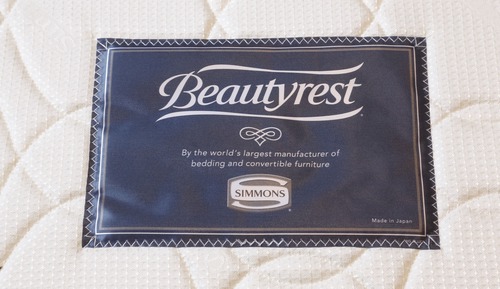 Beautyrest
By the world's largest manufacturer of
bedding and convertible furniture
SIMMONS
Made in Japan